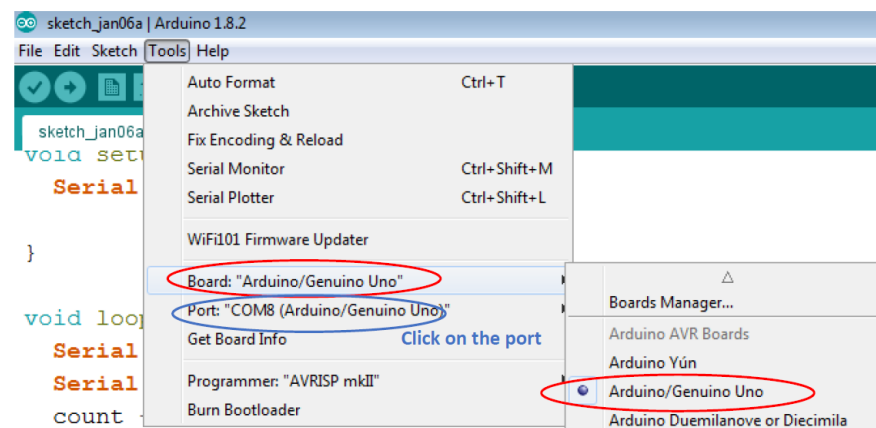 sketch_jan06a | Arduino 1.8.2
File Edit Sketch Tools Help
Auto Format Ctrl+T
Archive Sketch
sketch_jan06a
Fix Encoding & Reload
void setu
Serial Monitor Ctrl+Shift+M
Serial
Serial Plotter Ctrl+Shift+L
WiFi101 Firmware Updater
}
Board: "Arduino/Genuino Uno"
Port: "COM8 (Arduino/Genuino Uno)"
Click on the port
Get Board Info
void loop
Serial
Serial
count
Programmer: "AVRISP mkII"
Burn Bootloader
Boards Manager...
Arduino AVR Boards
Arduino Yún
Arduino/Genuino Uno
Arduino Duemilanove or Diecimila